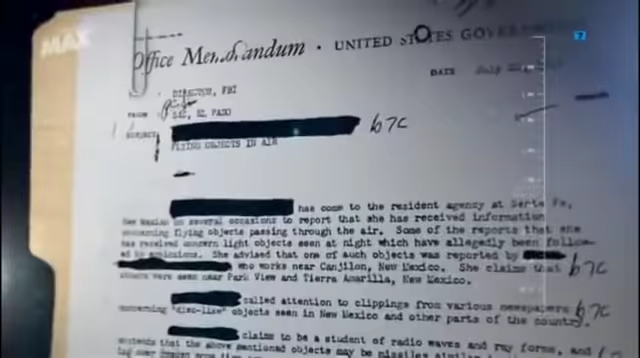 MAX
Office Memorandum · UNITED STATES GOVERNMENT
DATE July
DIRECTOR, FBI
FROM SAC, EL PASO
SUBJECT b7C
FLYING OBJECTS IN AIR
has come to the resident agency at Santa Fe,
New Mexico on several occasions to report that she has received information
concerning flying objects passing through the air. Some of the reports that she
has received concern light objects seen at night which have allegedly been follow-
ed by She advised that one of such objects was reported by
who works near Canjilon, New Mexico. She claims that b7C
others were seen near Park View and Tierra Amarilla, New Mexico.
called attention to clippings from various newspapers b7C
concerning "disc-like" objects seen in New Mexico and other parts of the country.
claims to be a student of radio waves and ray forms, and
contends that the above mentioned objects may be missiles